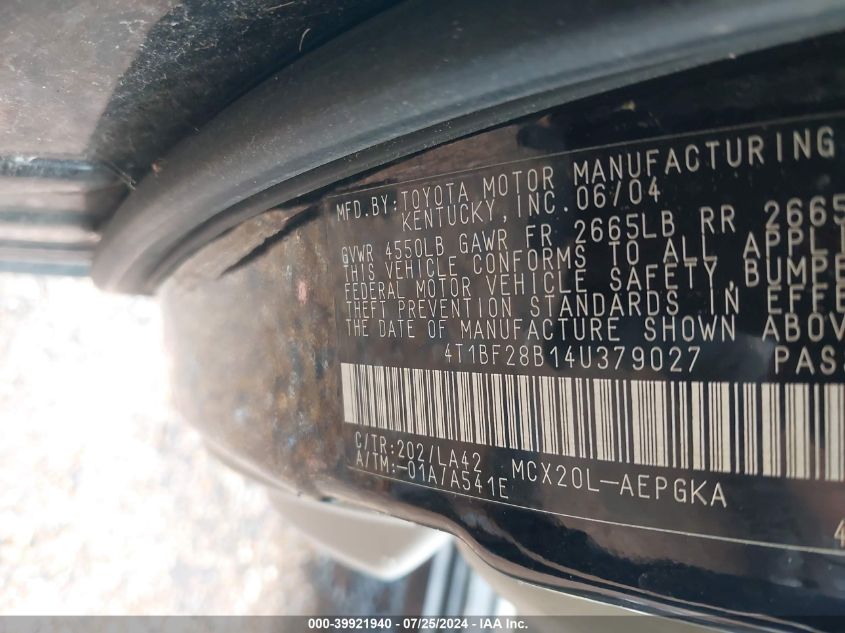 MFD.BY:TOYOTA MOTOR MANUFACTURING
KENTUCKY, INC. 06/04
GVWR 4550LB GAWR FR 2665LB RR 2665
THIS VEHICLE CONFORMS TO ALL APPLI
FEDERAL MOTOR VEHICLE SAFETY,BUMPE
THEFT PREVENTION STANDARDS IN EFFE
THE DATE OF MANUFACTURE SHOWN ABOV
4T1BF28B14U379027 PAS
C/TR:202/LA42
A/TM:-01A/A541E MCX20L-AEPGKA
4
000-39921940 - 07/25/2024 - © IAA Inc.